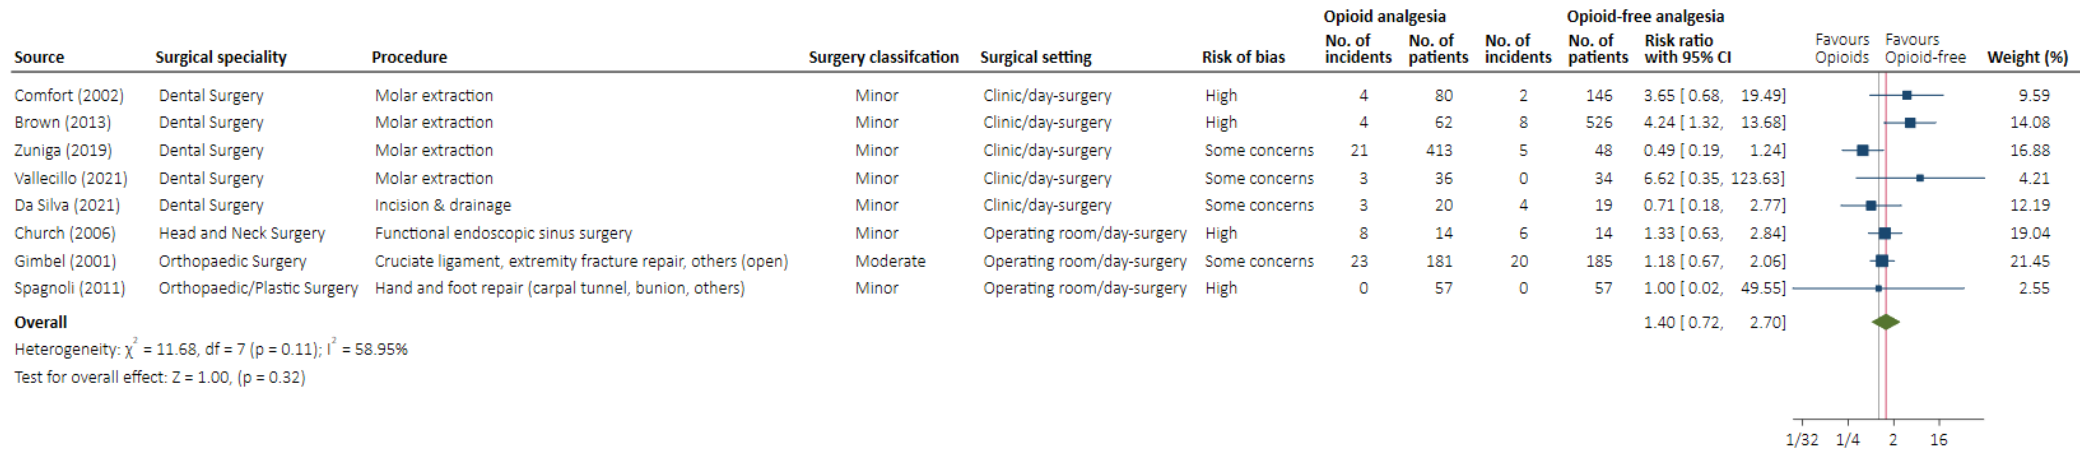 Opioid analgesia Opioid-free analgesia
Source Surgical speciality Procedure Surgery classifcation Surgical setting Risk of bias No. of incidents No. of patients No. of incidents No. of patients Risk ratio with 95% CI Favours Opioids Favours Opioid-free Weight (%)
Comfort (2002) Dental Surgery Molar extraction Minor Clinic/day-surgery High 4 80 2 146 3.65 [ 0.68, 19.49] 9.59
Brown (2013) Dental Surgery Molar extraction Minor Clinic/day-surgery High 4 62 8 526 4.24 [ 1.32, 13.68] 14.08
Zuniga (2019) Dental Surgery Molar extraction Minor Clinic/day-surgery Some concerns 21 413 5 48 0.49 [ 0.19, 1.24] 16.88
Vallecillo (2021) Dental Surgery Molar extraction Minor Clinic/day-surgery Some concerns 3 36 0 34 6.62 [ 0.35, 123.63] 4.21
Da Silva (2021) Dental Surgery Incision & drainage Minor Clinic/day-surgery Some concerns 3 20 4 19 0.71 [ 0.18, 2.77] 12.19
Church (2006) Head and Neck Surgery Functional endoscopic sinus surgery Minor Operating room/day-surgery High 8 14 6 14 1.33 [ 0.63, 2.84] 19.04
Gimbel (2001) Orthopaedic Surgery Cruciate ligament, extremity fracture repair, others (open) Moderate Operating room/day-surgery Some concerns 23 181 20 185 1.18 [ 0.67, 2.06] 21.45
Spagnoli (2011) Orthopaedic/Plastic Surgery Hand and foot repair (carpal tunnel, bunion, others) Minor Operating room/day-surgery High 0 57 0 57 1.00 [ 0.02, 49.55] 2.55
Overall 1.40 [ 0.72, 2.70]
Heterogeneity: χ² = 11.68, df = 7 (p = 0.11); I² = 58.95%
Test for overall effect: Z = 1.00, (p = 0.32)
1/32 1/4 2 16